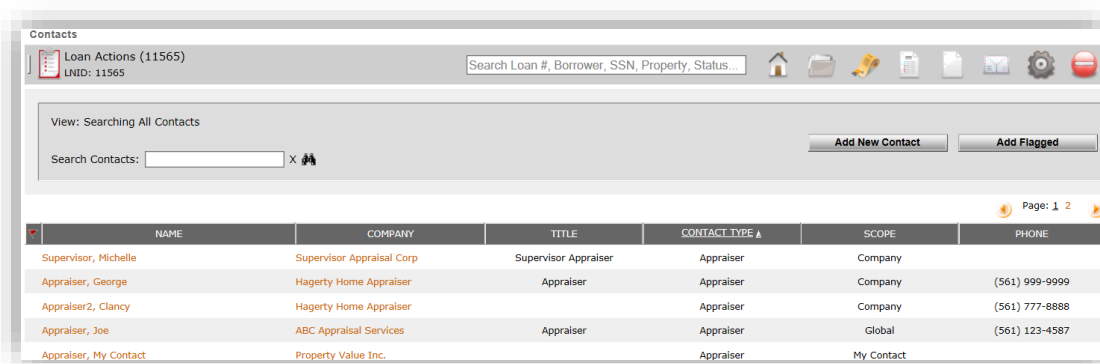 Contacts
Loan Actions (11565)
LNID: 11565
Search Loan #, Borrower, SSN, Property, Status...
View: Searching All Contacts
Search Contacts: X
Add New Contact Add Flagged
Page: 1 2
NAME COMPANY TITLE CONTACT TYPE SCOPE PHONE
Supervisor, Michelle Supervisor Appraisal Corp Supervisor Appraiser Appraiser Company
Appraiser, George Hagerty Home Appraiser Appraiser Appraiser Company (561) 999-9999
Appraiser2, Clancy Hagerty Home Appraiser Appraiser Company (561) 777-8888
Appraiser, Joe ABC Appraisal Services Appraiser Appraiser Global (561) 123-4587
Appraiser, My Contact Property Value Inc. Appraiser My Contact